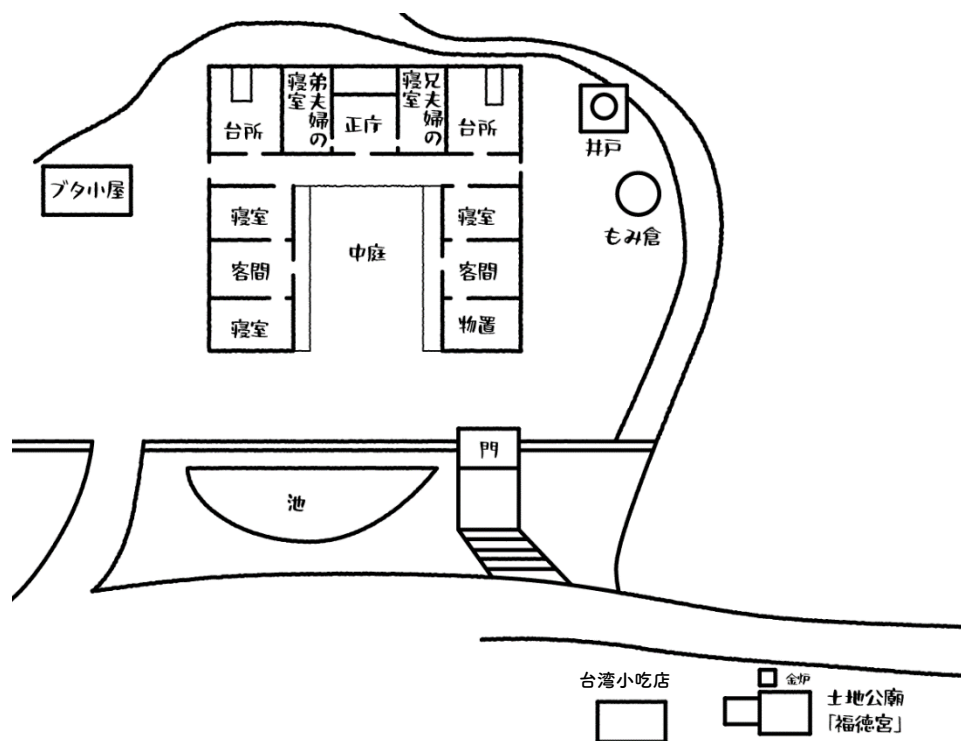 台所
弟夫婦の
寝室
正庁
兄夫婦の
寝室
台所
井戸
ブタ小屋
寝室
中庭
寝室
もみ倉
客間
客間
寝室
物置
門
池
台湾小吃店
金炉
土地公廟
「福徳宮」